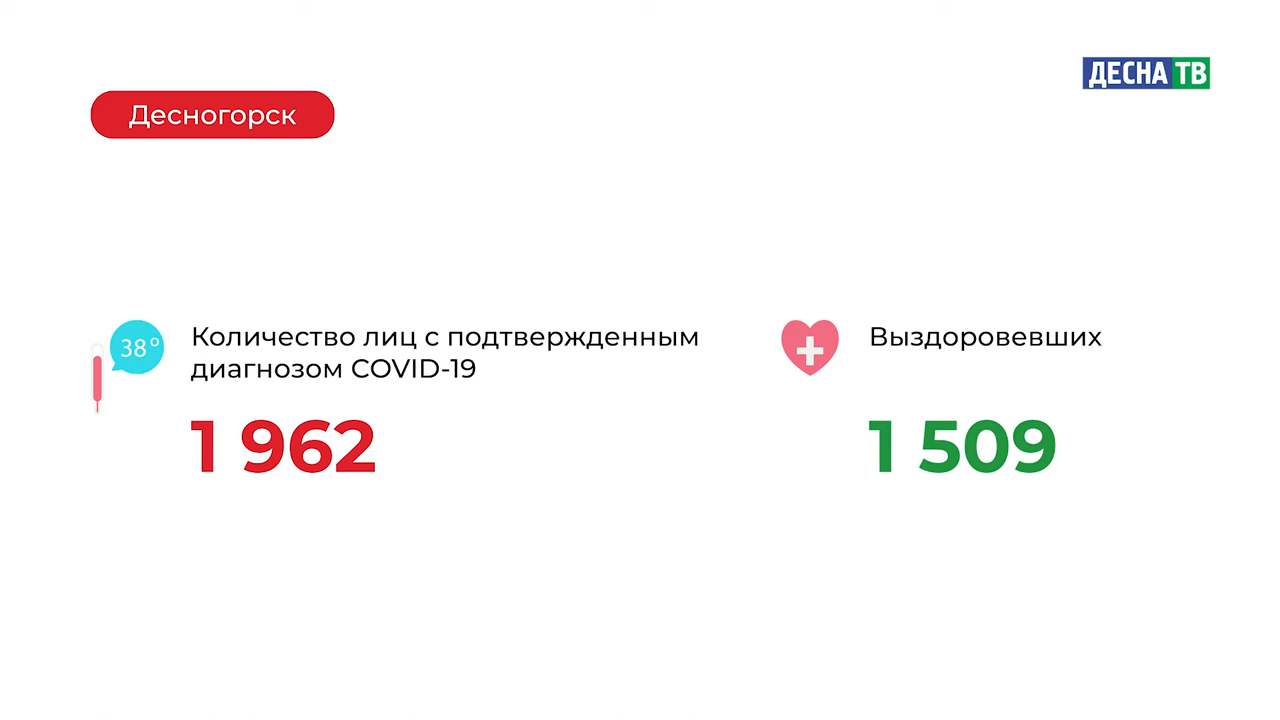 ДЕСНА ТВ
Десногорск
38°
Количество лиц с подтвержденным
диагнозом COVID-19
1 962
Выздоровевших
1 509